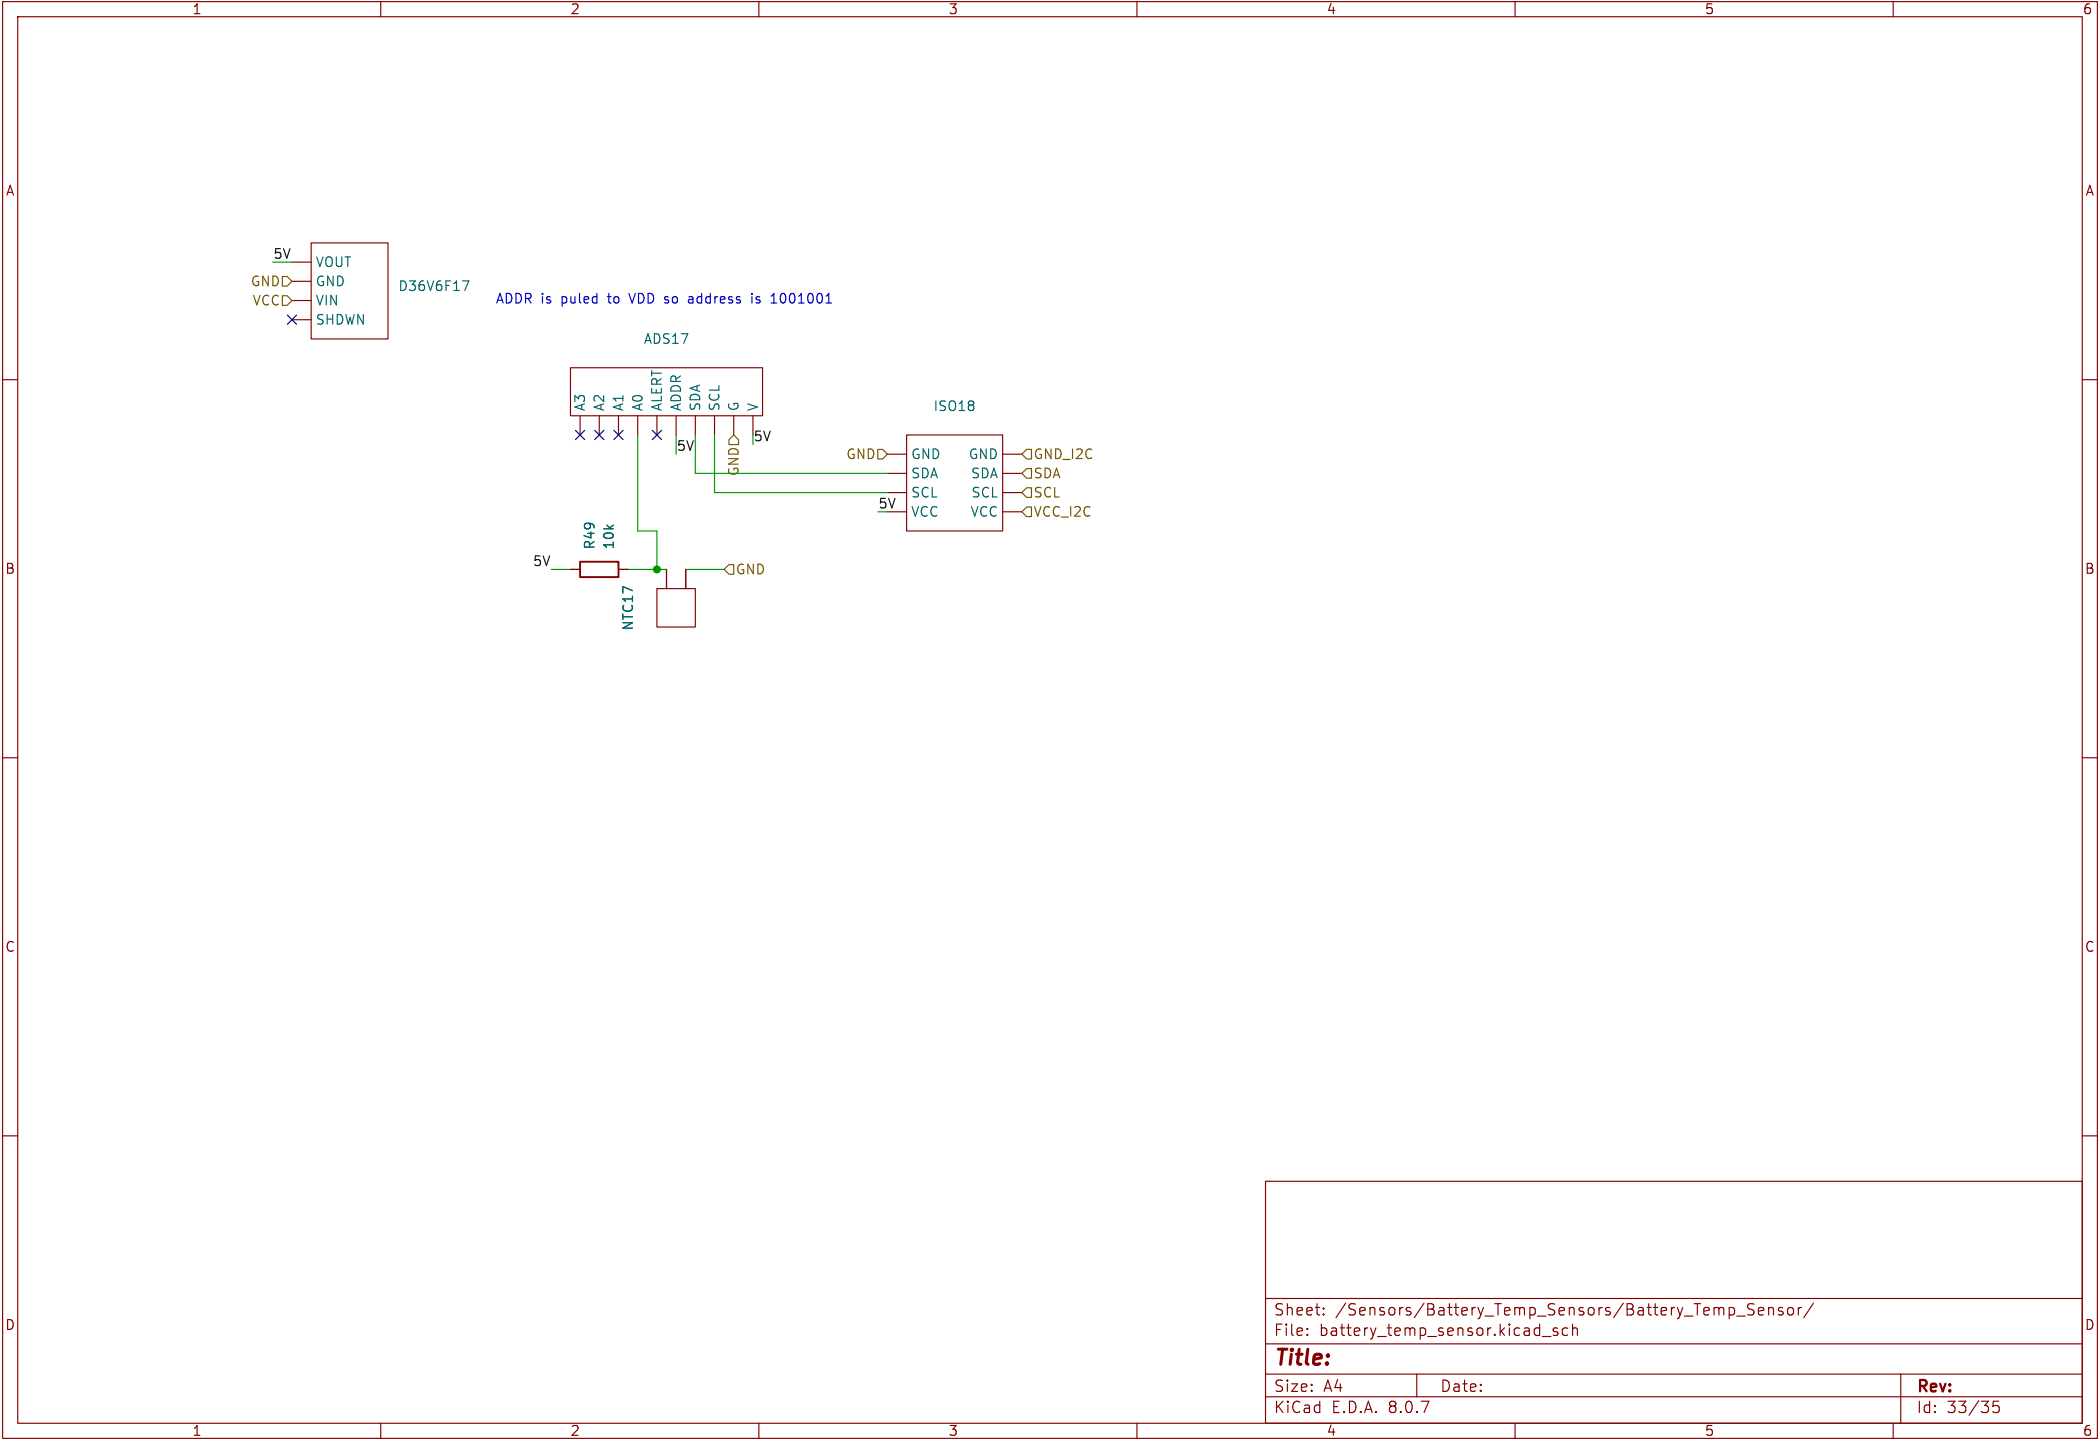 1 2 3 4 5 6
A A
5V
VOUT
GND GND
VCC VIN
SHDWN
D36V6F17
ADDR is puled to VDD so address is 1001001
ADS17
A3 A2 A1 A0 ALERT ADDR SDA SCL G V
5V GND 5V
ISO18
GND GND GND GND_I2C
SDA SDA SDA
SCL SCL SCL
5V VCC VCC VCC_I2C
R49
10k
5V
GND
NTC17
B B
C C
Sheet: /Sensors/Battery_Temp_Sensors/Battery_Temp_Sensor/
File: battery_temp_sensor.kicad_sch
D D
Title:
Size: A4 Date: Rev:
KiCad E.D.A. 8.0.7 Id: 33/35
1 2 3 4 5 6